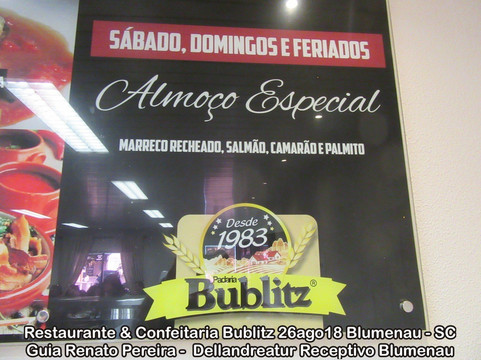 SÁBADO, DOMINGOS E FERIADOS
Almoço Especial
MARRECO RECHEADO, SALMÃO, CAMARÃO E PALMITO
Desde
1983
Padaria
Bublitz®
Restaurante & Confeitaria Bublitz 26ago18 Blumenau - SC
Guia Renato Pereira - Dellandreatur Receptivo Blumenau